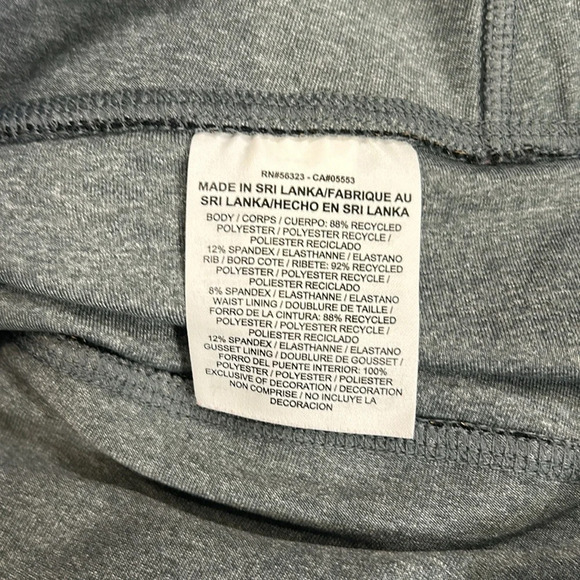 RN#56323 - CA#05553
MADE IN SRI LANKA/FABRIQUE AU
SRI LANKA/HECHO EN SRI LANKA
BODY / CORPS / CUERPO: 88% RECYCLED
POLYESTER / POLYESTER RECYCLE /
POLIESTER RECICLADO
12% SPANDEX / ELASTHANNE / ELASTANO
RIB / BORD COTE / RIBETE: 92% RECYCLED
POLYESTER / POLYESTER RECYCLE /
POLIESTER RECICLADO
8% SPANDEX / ELASTHANNE / ELASTANO
WAIST LINING / DOUBLURE DE TAILLE /
FORRO DE LA CINTURA: 88% RECYCLED
POLYESTER / POLYESTER RECYCLE /
POLIESTER RECICLADO
12% SPANDEX / ELASTHANNE / ELASTANO
GUSSET LINING / DOUBLURE DE GOUSSET /
FORRO DEL PUENTE INTERIOR: 100%
POLYESTER / POLYESTER / POLIESTER
EXCLUSIVE OF DECORATION / DECORATION
NON COMPRISE / NO INCLUYE LA
DECORACION